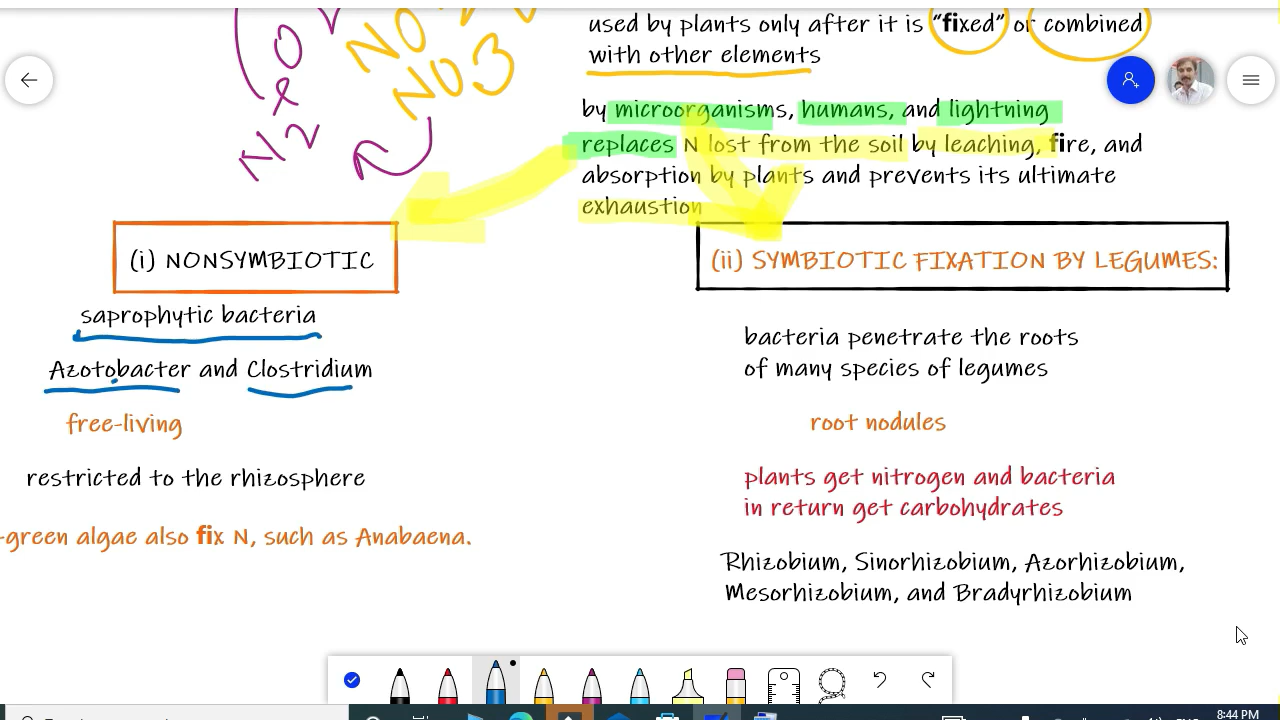 used by plants only after it is “fixed” or combined
with other elements
NO
NO3
N2+O
by microorganisms, humans, and lightning
replaces N lost from the soil by leaching, fire, and
absorption by plants and prevents its ultimate
exhaustion
(i) NONSYMBIOTIC
(ii) SYMBIOTIC FIXATION BY LEGUMES:
saprophytic bacteria
Azotobacter and Clostridium
free-living
restricted to the rhizosphere
-green algae also fix N, such as Anabaena.
bacteria penetrate the roots
of many species of legumes
root nodules
plants get nitrogen and bacteria
in return get carbohydrates
Rhizobium, Sinorhizobium, Azorhizobium,
Mesorhizobium, and Bradyrhizobium
8:44 PM